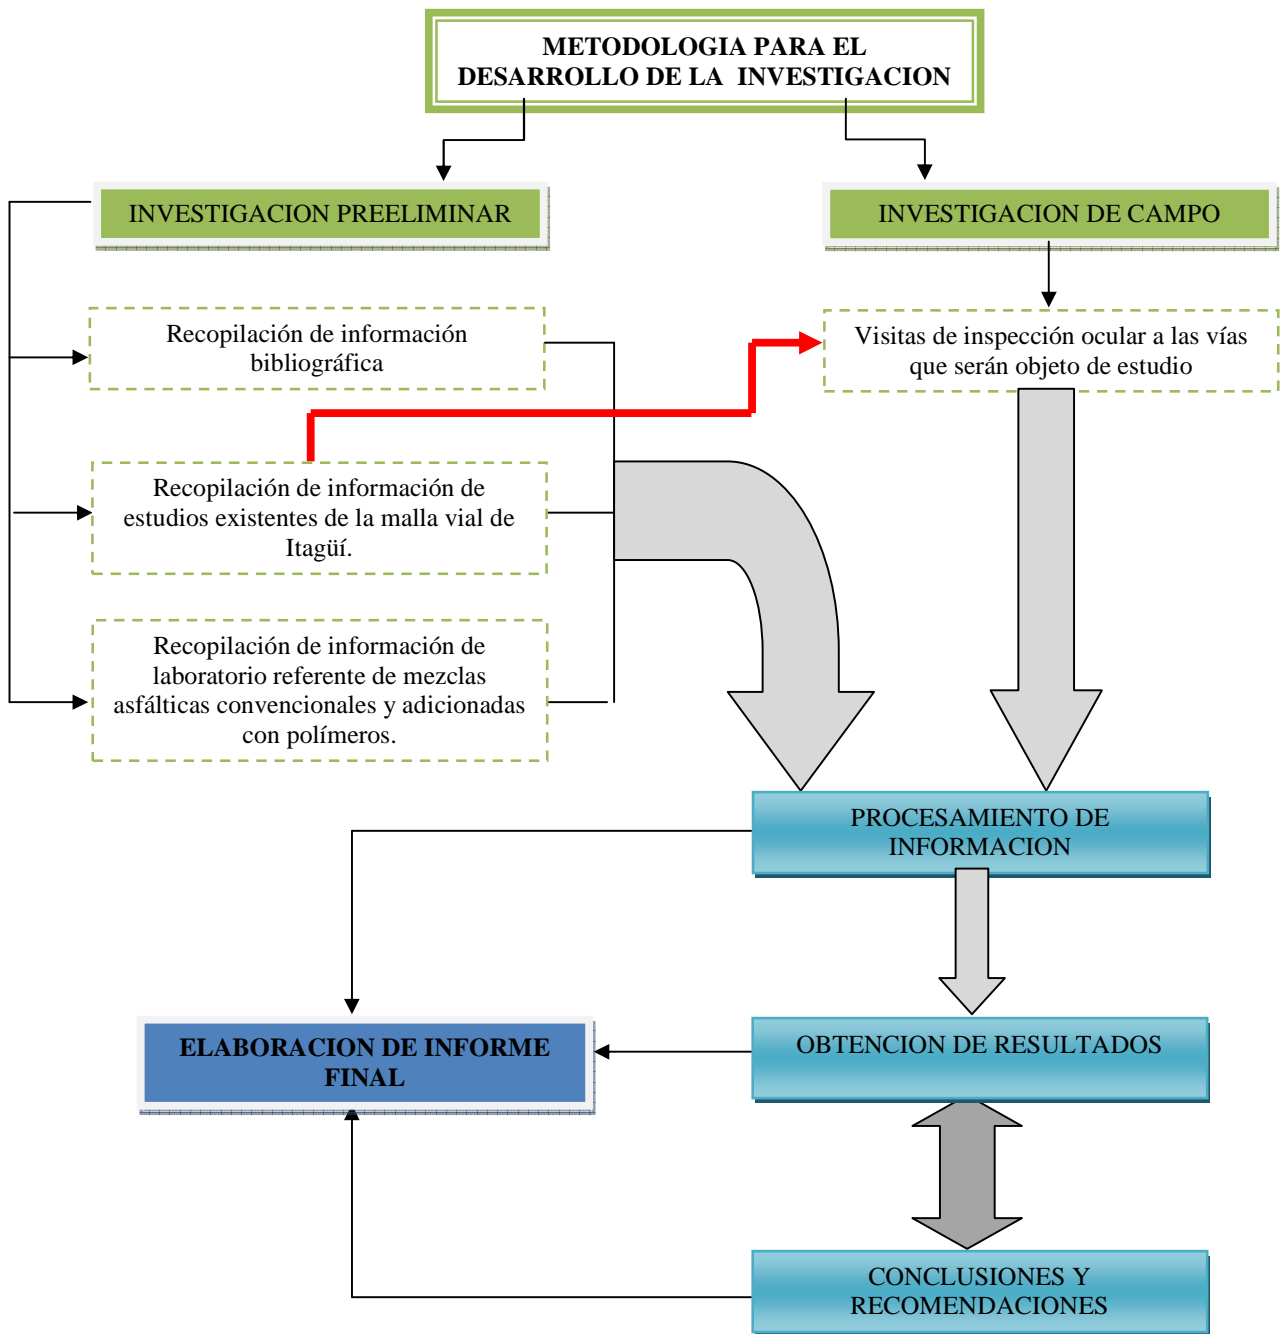 METODOLOGIA PARA EL
DESARROLLO DE LA INVESTIGACION
INVESTIGACION PREELIMINAR
INVESTIGACION DE CAMPO
Recopilación de información
bibliográfica
Visitas de inspección ocular a las vías
que serán objeto de estudio
Recopilación de información de
estudios existentes de la malla vial de
Itagüí.
Recopilación de información de
laboratorio referente de mezclas
asfálticas convencionales y adicionadas
con polímeros.
PROCESAMIENTO DE
INFORMACION
ELABORACION DE INFORME
FINAL
OBTENCION DE RESULTADOS
CONCLUSIONES Y
RECOMENDACIONES